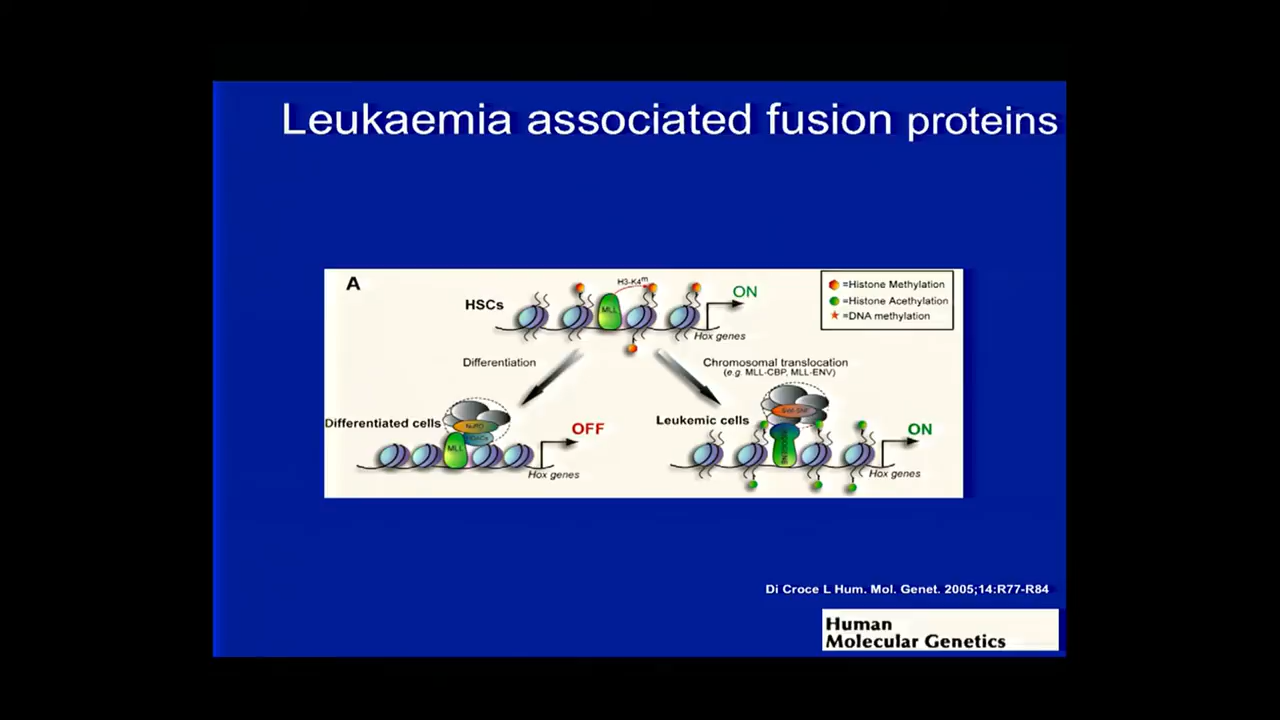 Leukaemia associated fusion proteins
A
H3-K4m
ON
HSCs
MLL
Hox genes
=Histone Methylation
=Histone Acethylation
=DNA methylation
Differentiation
Chromosomal translocation
(e.g. MLL-CBP, MLL-ENV)
Differentiated cells
MLL
OFF
Hox genes
Leukemic cells
ON
Hox genes
Di Croce L Hum. Mol. Genet. 2005;14:R77-R84
Human
Molecular Genetics